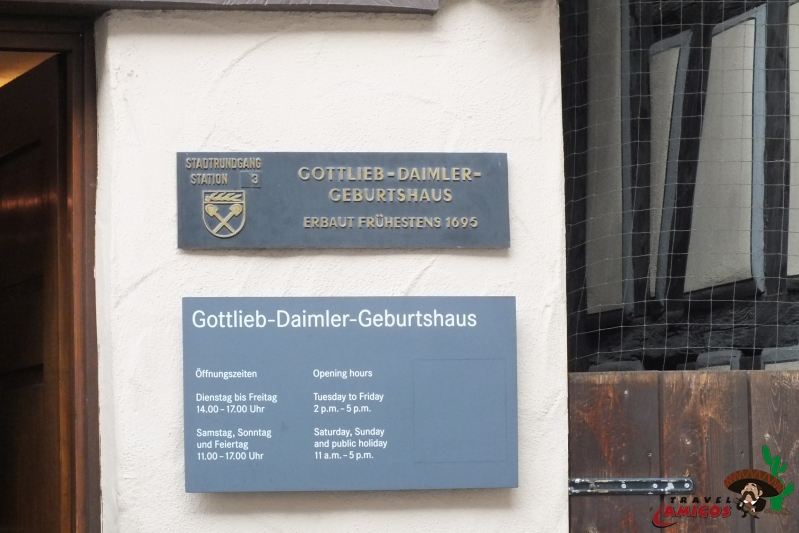 STADTRUNDGANG
STATION 3
GOTTLIEB-DAIMLER-
GEBURTSHAUS
ERBAUT FRÜHESTENS 1695
Gottlieb-Daimler-Geburtshaus
Öffnungszeiten
Dienstag bis Freitag
14.00 – 17.00 Uhr
Samstag, Sonntag
und Feiertag
11.00 – 17.00 Uhr
Opening hours
Tuesday to Friday
2 p.m. – 5 p.m.
Saturday, Sunday
and public holiday
11 a.m. – 5 p.m.
TRAVEL
AMIGOS